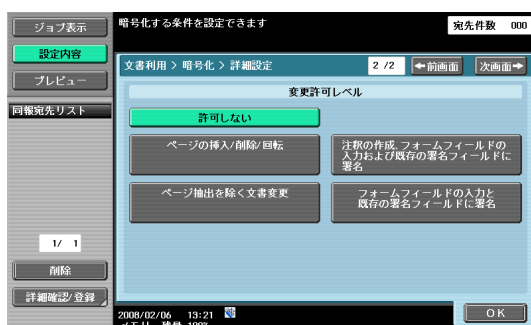 ジョブ表示
暗号化する条件を設定できます
宛先件数 000
設定内容
プレビュー
文書利用 > 暗号化 > 詳細設定
2 /2
←前画面
次画面→
変更許可レベル
同報宛先リスト
許可しない
ページの挿入/削除/回転
注釈の作成、フォームフィールドの
入力および既存の署名フィールドに
署名
ページ抽出を除く文書変更
フォームフィールドの入力と
既存の署名フィールドに署名
1/ 1
削除
詳細確認/登録
2008/02/06 13:21
メモリー残量 100%
OK